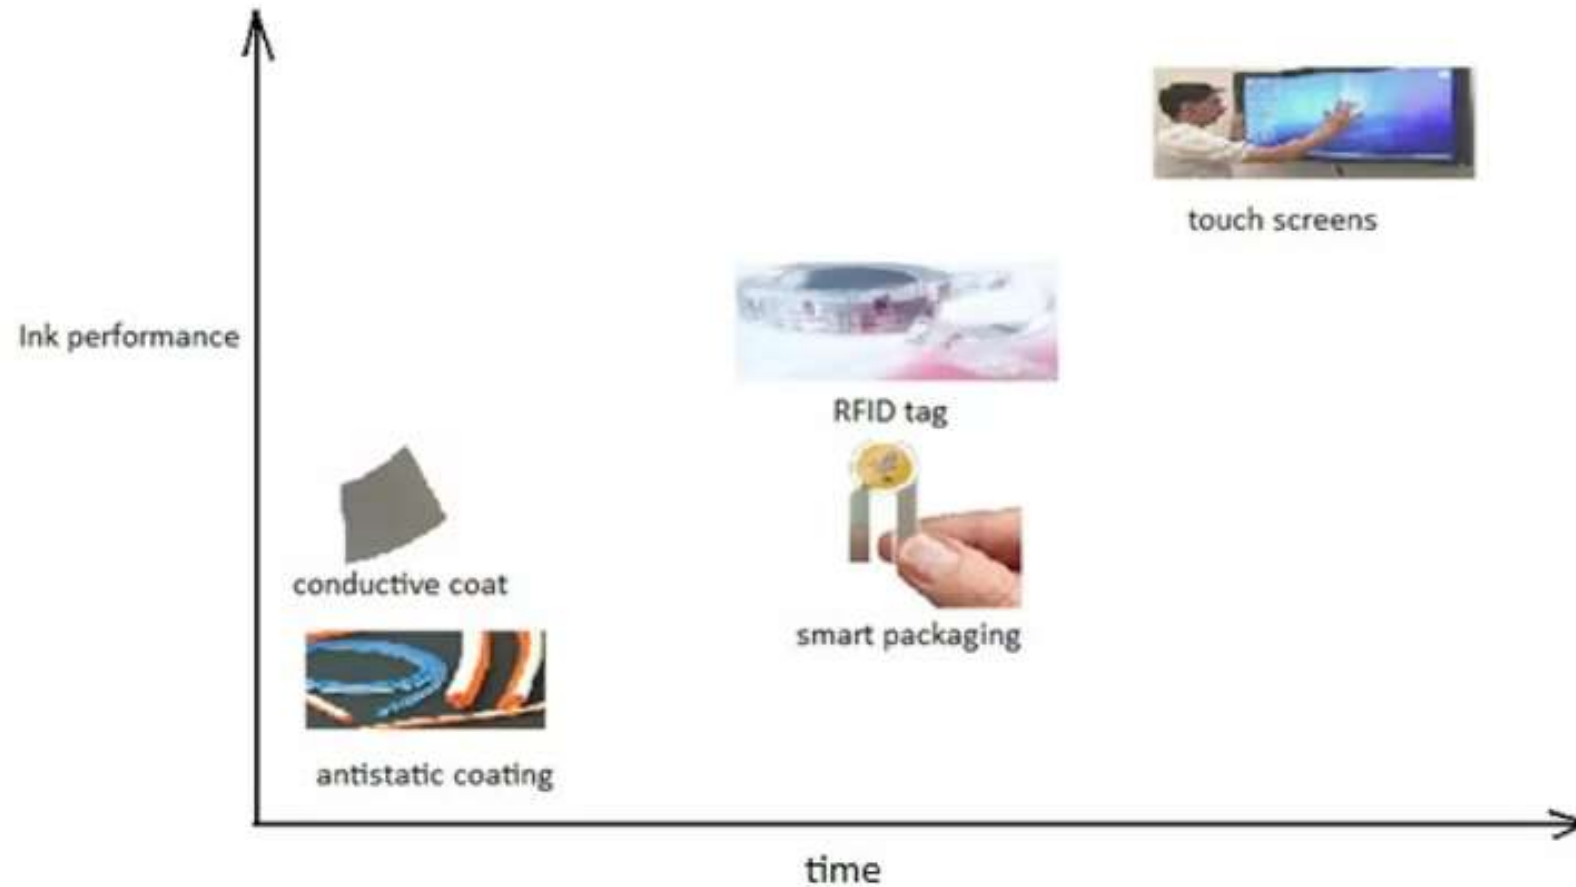 touch screens
Ink performance
RFID tag
conductive coat
smart packaging
antistatic coating
time